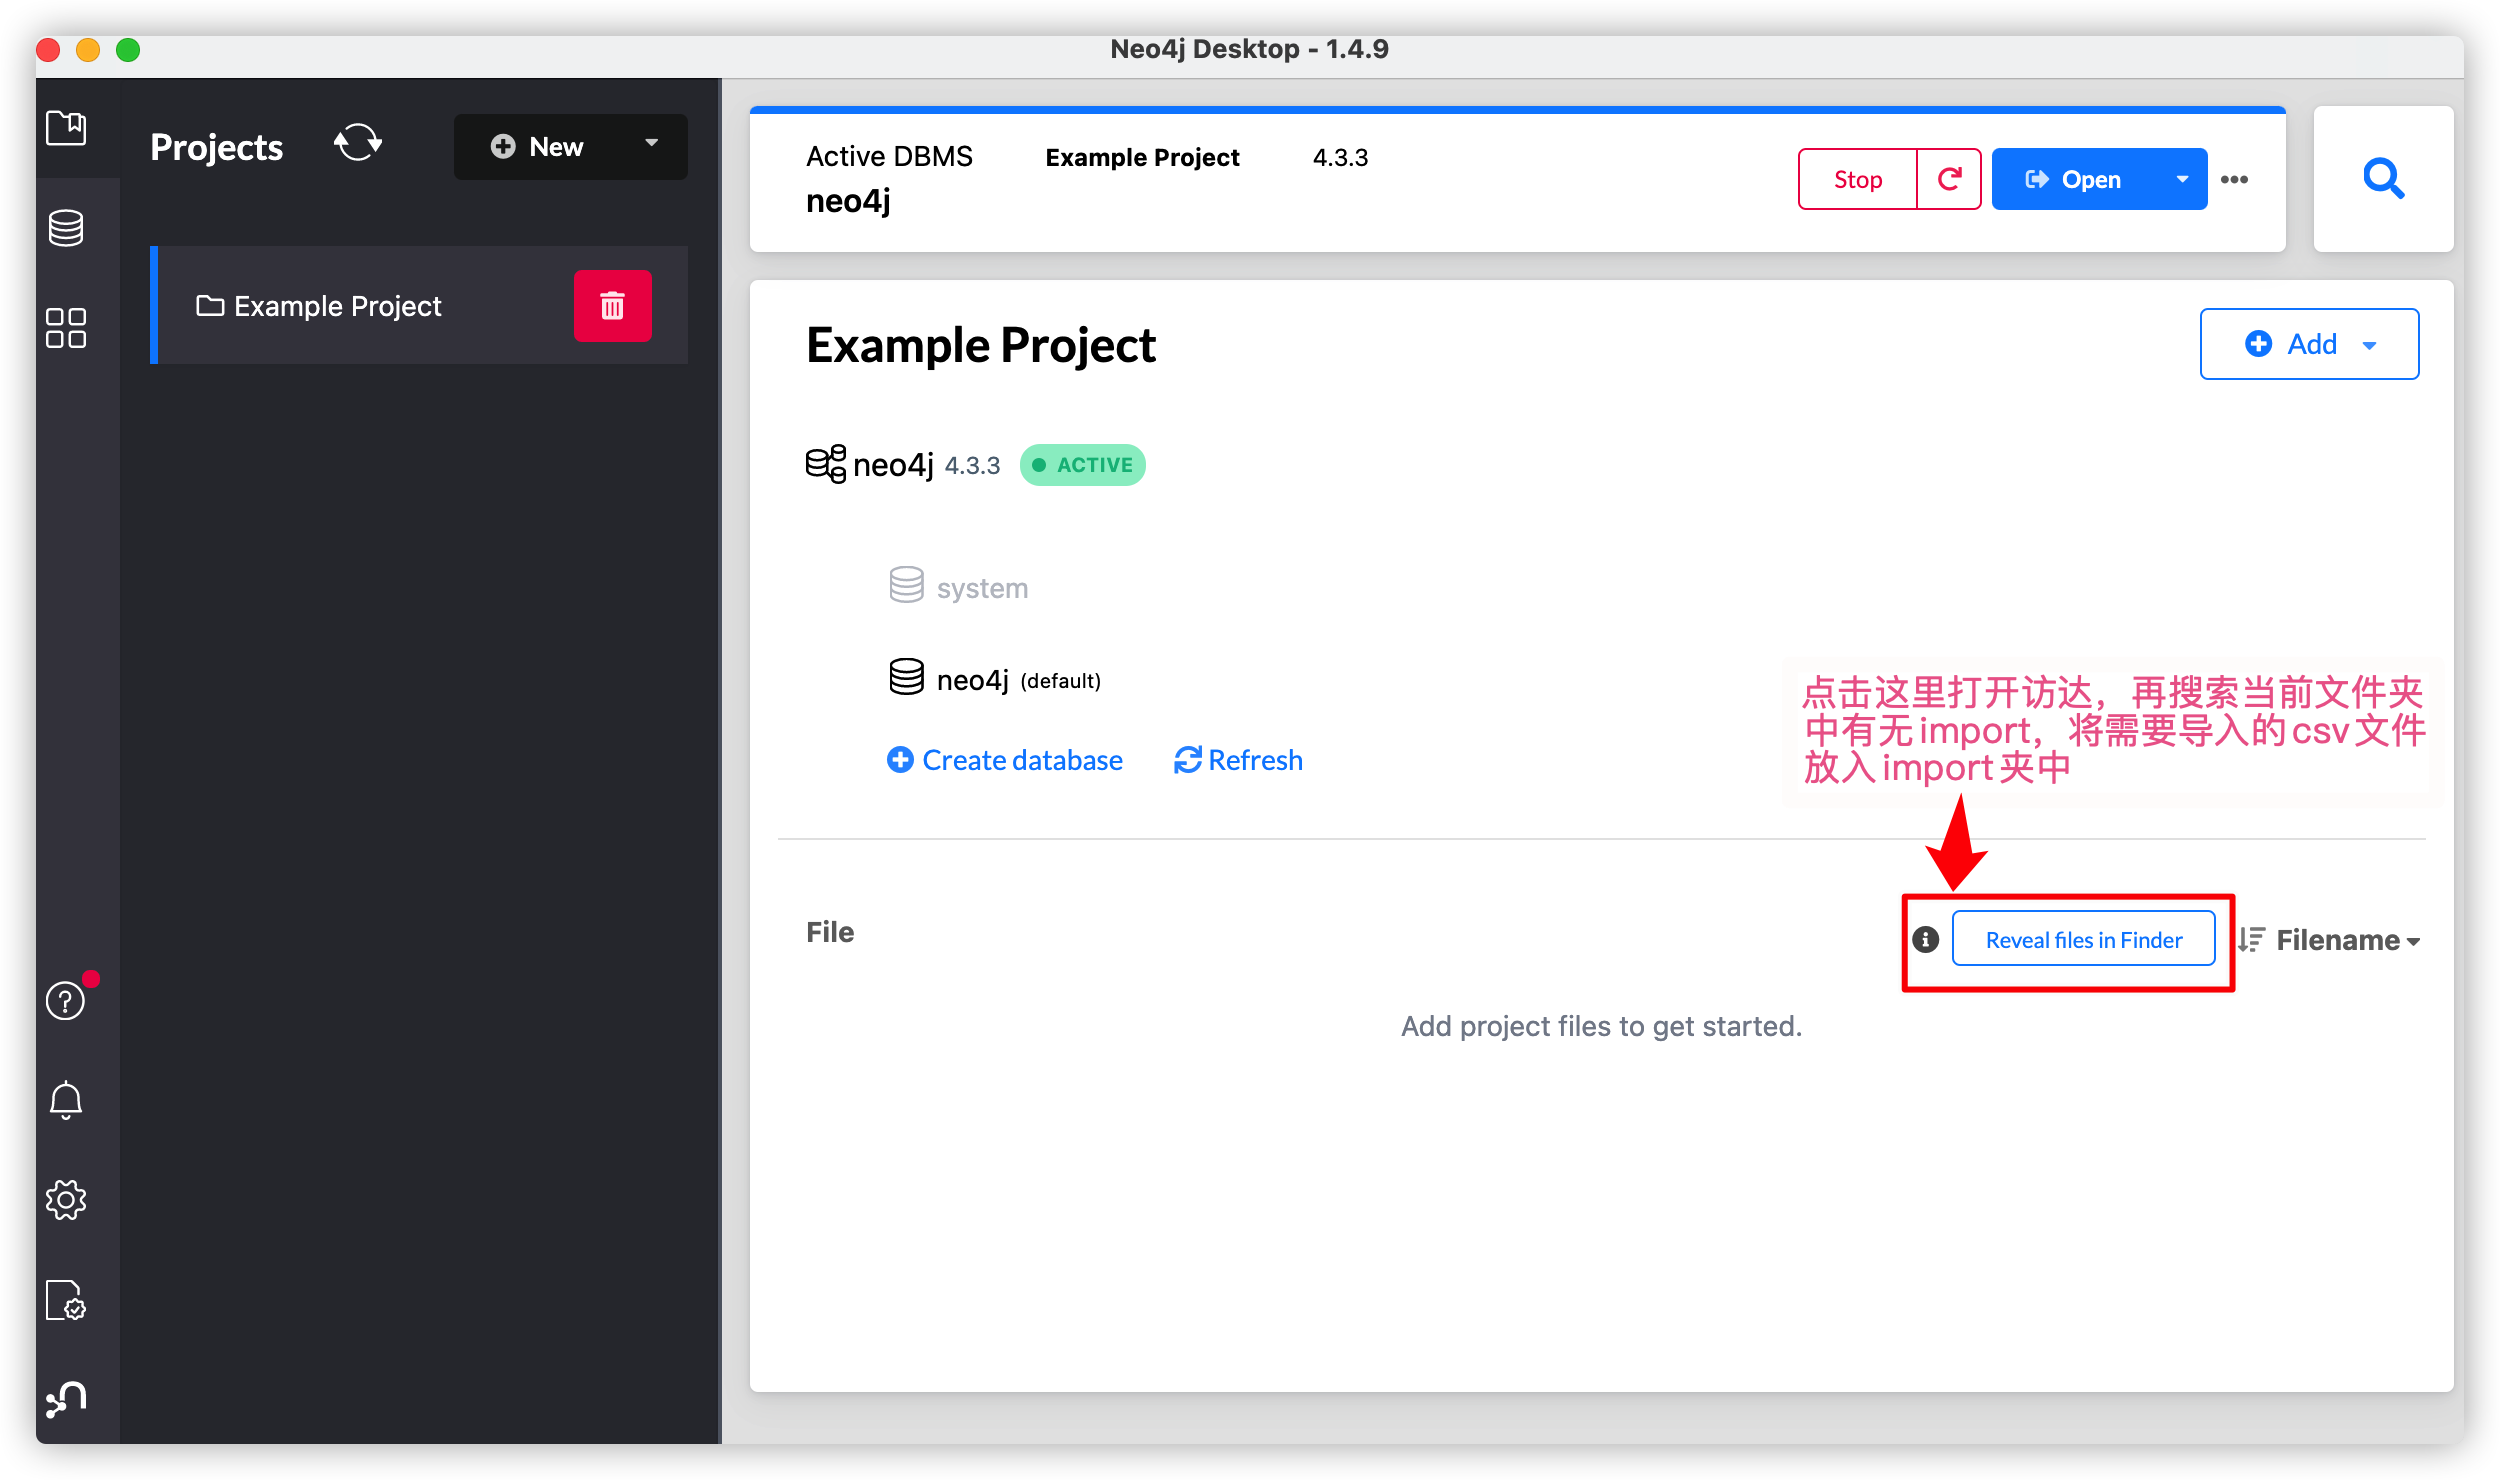 Neo4j Desktop - 1.4.9
Projects
New
Example Project
Active DBMS
neo4j
Example Project
4.3.3
Stop
Open
Example Project
Add
neo4j 4.3.3 ACTIVE
system
neo4j (default)
Create database
Refresh
点击这里打开访达，再搜索当前文件夹
中有无import，将需要导入的csv文件
放入import夹中
File
Reveal files in Finder
Filename
Add project files to get started.